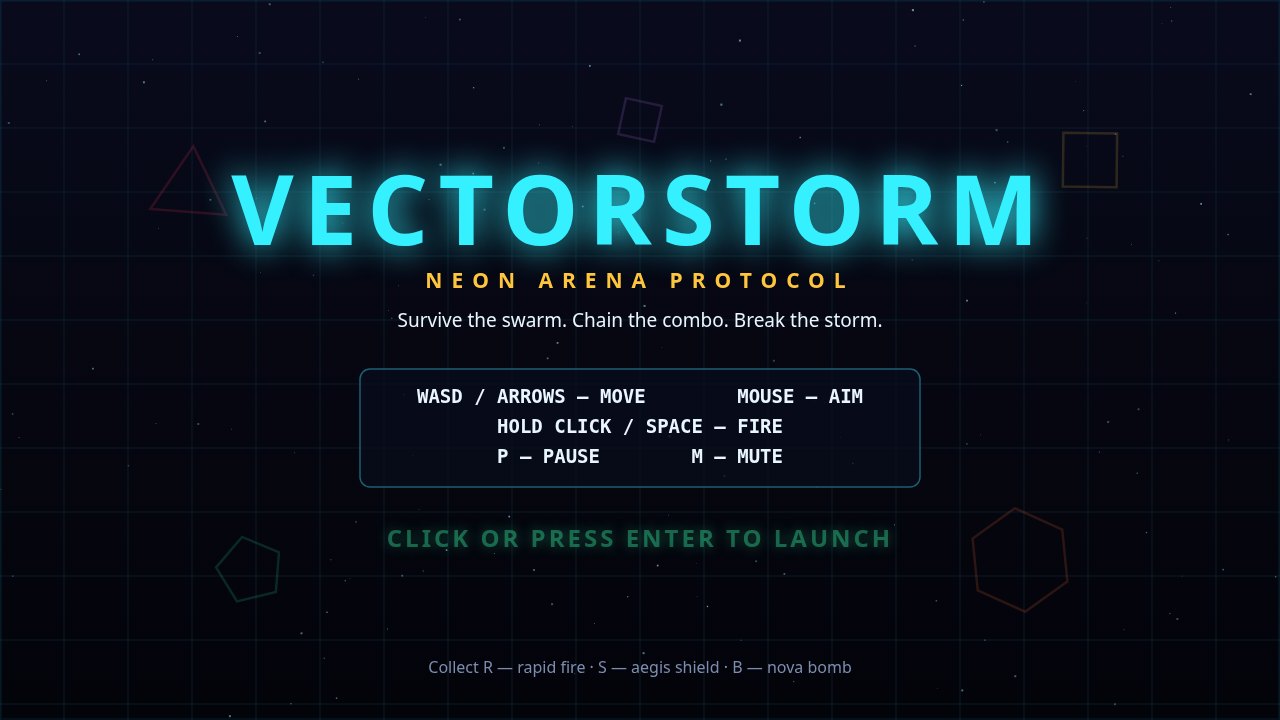 VECTORSTORM
NEON ARENA PROTOCOL
Survive the swarm. Chain the combo. Break the storm.
WASD / ARROWS — MOVE MOUSE — AIM
HOLD CLICK / SPACE — FIRE
P — PAUSE M — MUTE
CLICK OR PRESS ENTER TO LAUNCH
Collect R — rapid fire · S — aegis shield · B — nova bomb